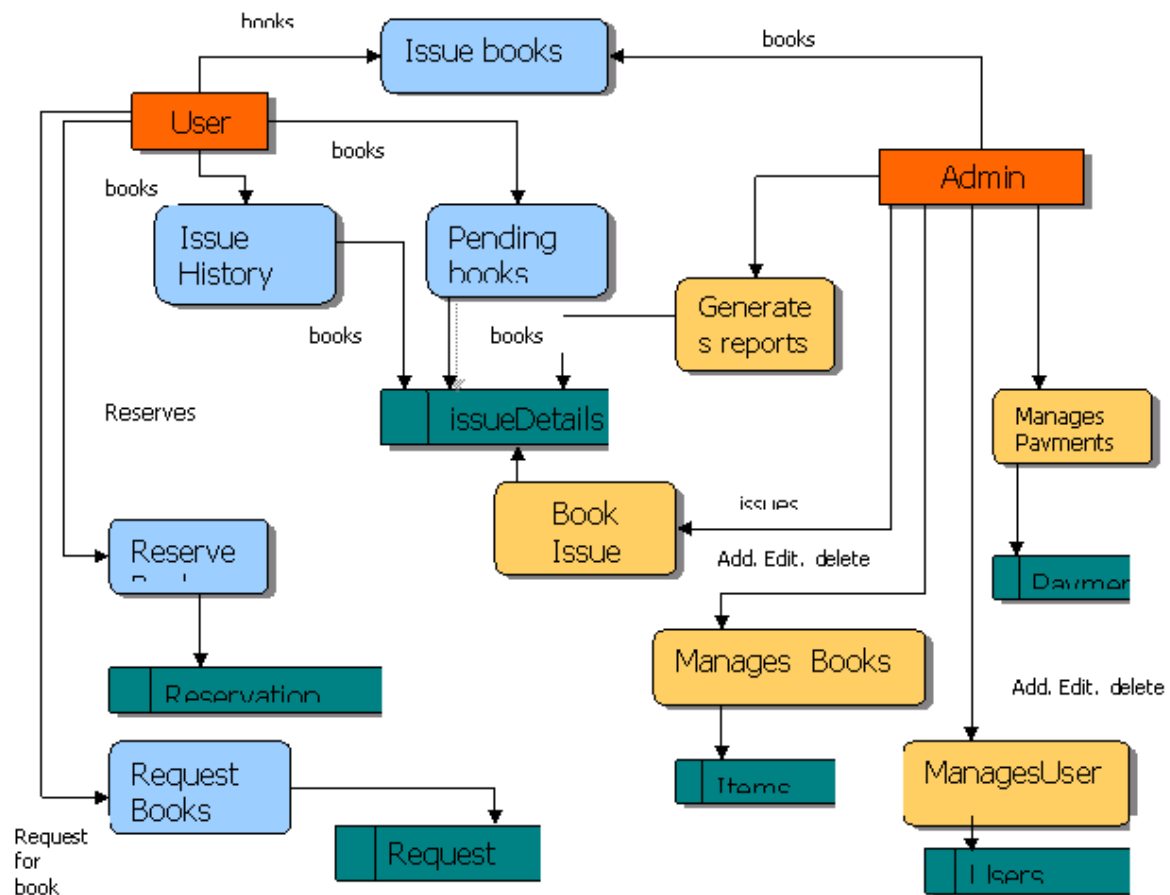 books
Issue books
books
User
books
Admin
books
Issue
History
Pending
books
Generate
s reports
books
books
Reserves
issueDetails
Manages
Payments
Book
Issue
issues
Add. Edit. delete
Reserve
Manages Books
Reservation
Add. Edit. delete
Request
Books
Items
ManagesUser
Request
for
book
Request
Users